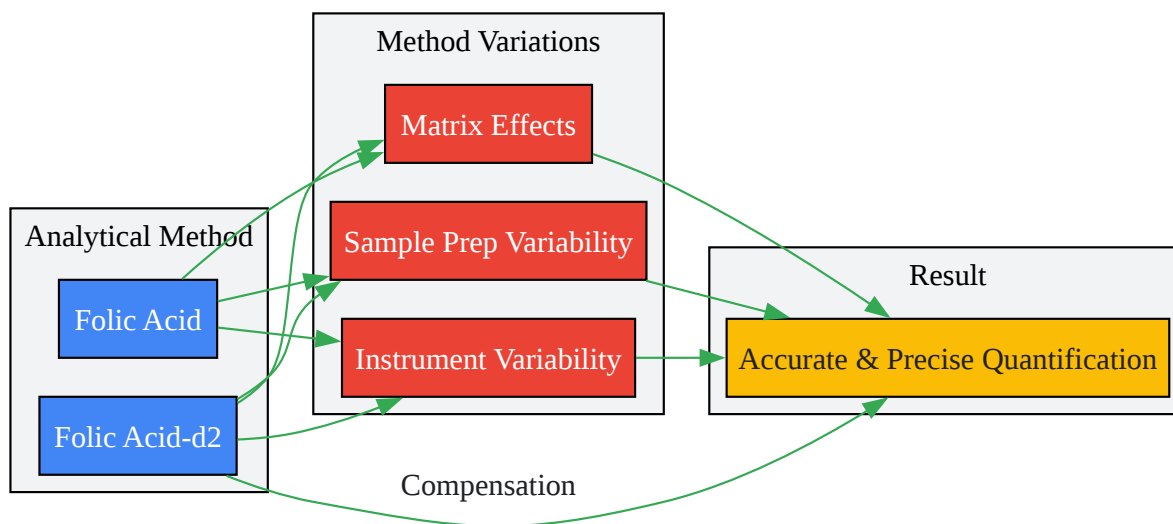 Analytical Method
Folic Acid
Folic Acid-d2
Method Variations
Matrix Effects
Sample Prep Variability
Instrument Variability
Result
Accurate & Precise Quantification
Compensation